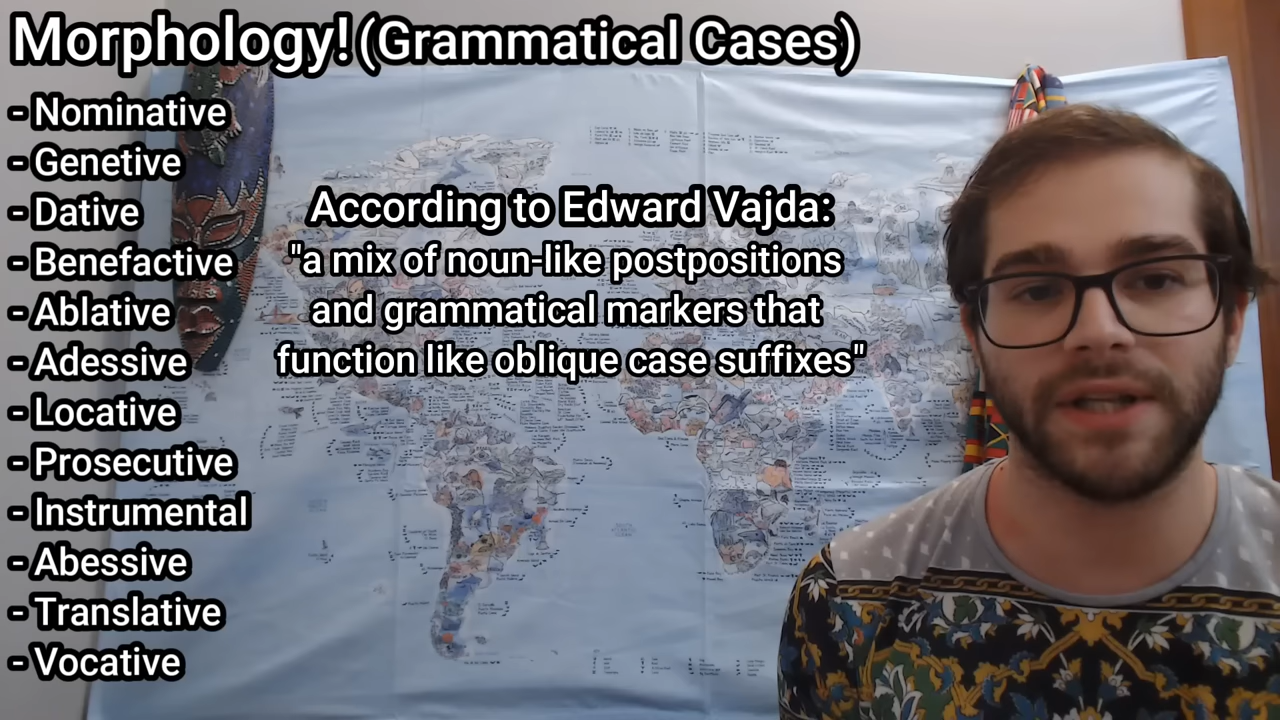 Morphology! (Grammatical Cases)
- Nominative
- Genetive
- Dative
- Benefactive
- Ablative
- Adessive
- Locative
- Prosecutive
- Instrumental
- Abessive
- Translative
- Vocative
According to Edward Vajda:
"a mix of noun-like postpositions
and grammatical markers that
function like oblique case suffixes"